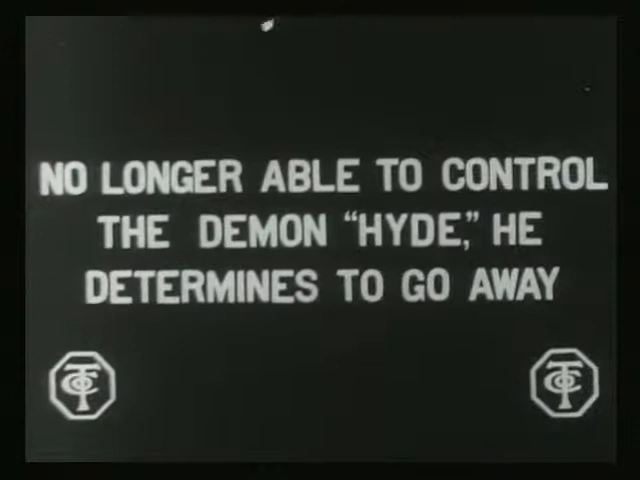 NO LONGER ABLE TO CONTROL
THE DEMON “HYDE,” HE
DETERMINES TO GO AWAY